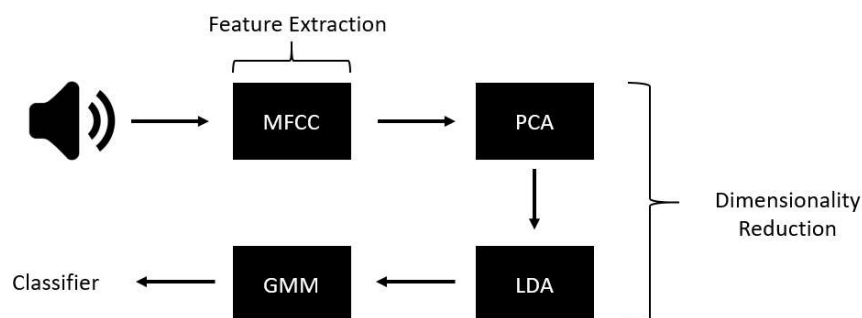 Feature Extraction
MFCC
PCA
Dimensionality
Reduction
Classifier
GMM
LDA